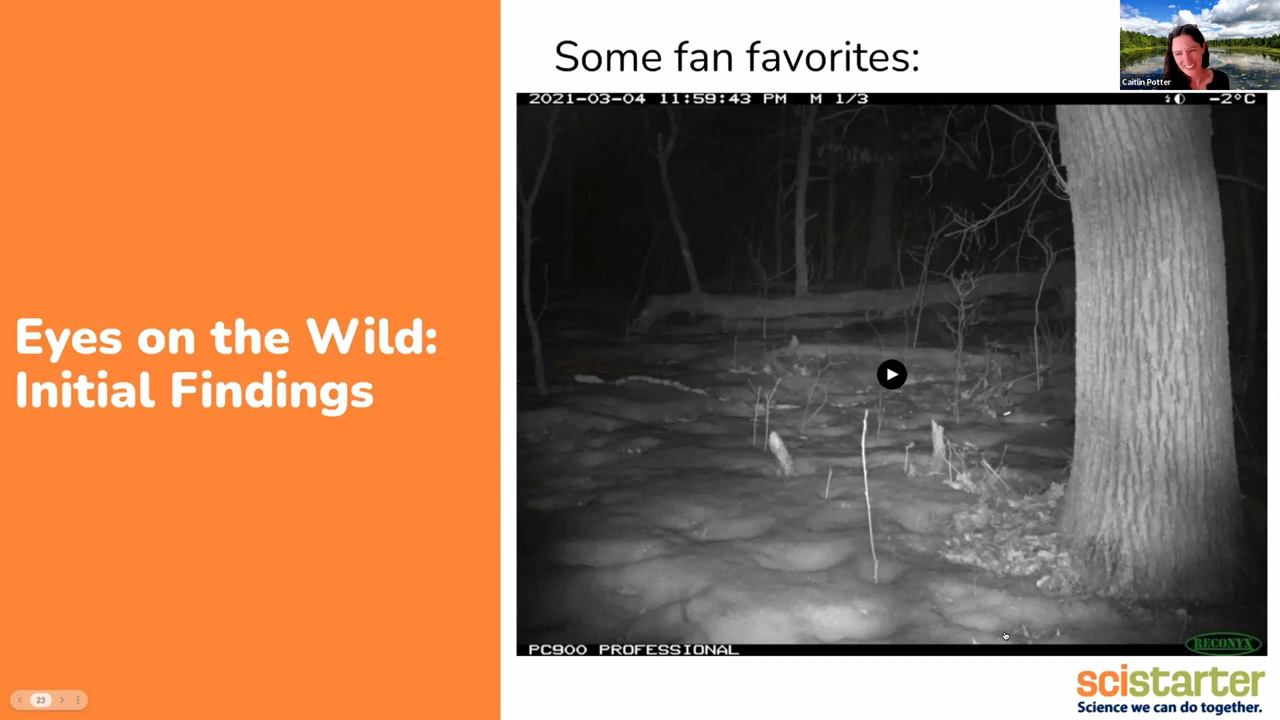 Some fan favorites:
Caitlin Potter
2021-03-04 11:59:43 PM M 1/3
-2°C
Eyes on the Wild:
Initial Findings
PC900 PROFESSIONAL
RECONYX
scistarter
Science we can do together.
23